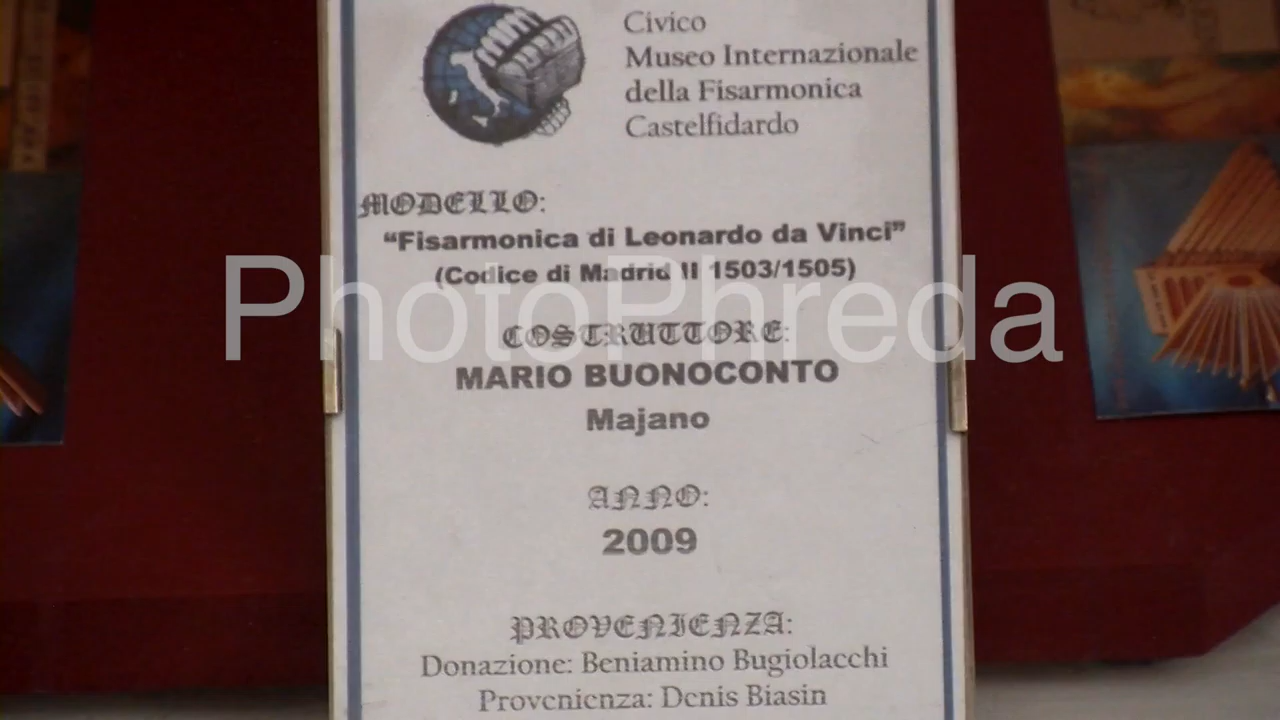 Civico
Museo Internazionale
della Fisarmonica
Castelfidardo
MODELLO:
“Fisarmonica di Leonardo da Vinci”
(Codice di Madrid II 1503/1505)
PhotoPhreda
COSTRUTTORE:
MARIO BUONOCONTO
Majano
ANNO:
2009
PROVENIENZA:
Donazione: Beniamino Bugiolacchi
Provenienza: Denis Biasin